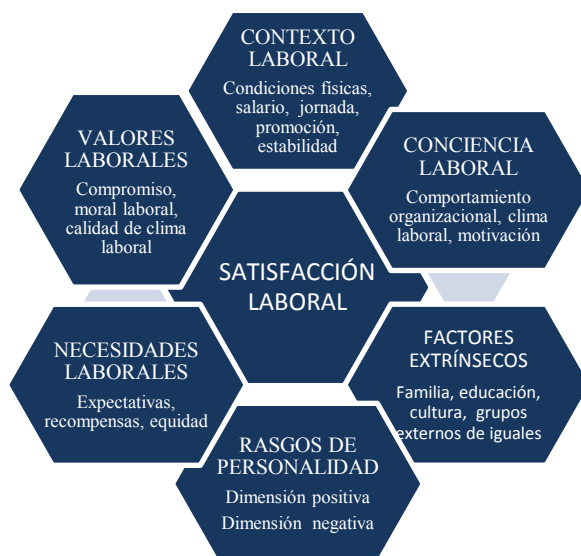 CONTEXTO
LABORAL
Condiciones físicas,
salario, jornada,
promoción,
estabilidad
VALORES
LABORALES
Compromiso,
moral laboral,
calidad de clima
laboral
CONCIENCIA
LABORAL
Comportamiento
organizacional, clima
laboral, motivación
SATISFACCIÓN
LABORAL
NECESIDADES
LABORALES
Expectativas,
recompensas, equidad
FACTORES
EXTRÍNSECOS
Familia, educación,
cultura, grupos
externos de iguales
RASGOS DE
PERSONALIDAD
Dimensión positiva
Dimensión negativa